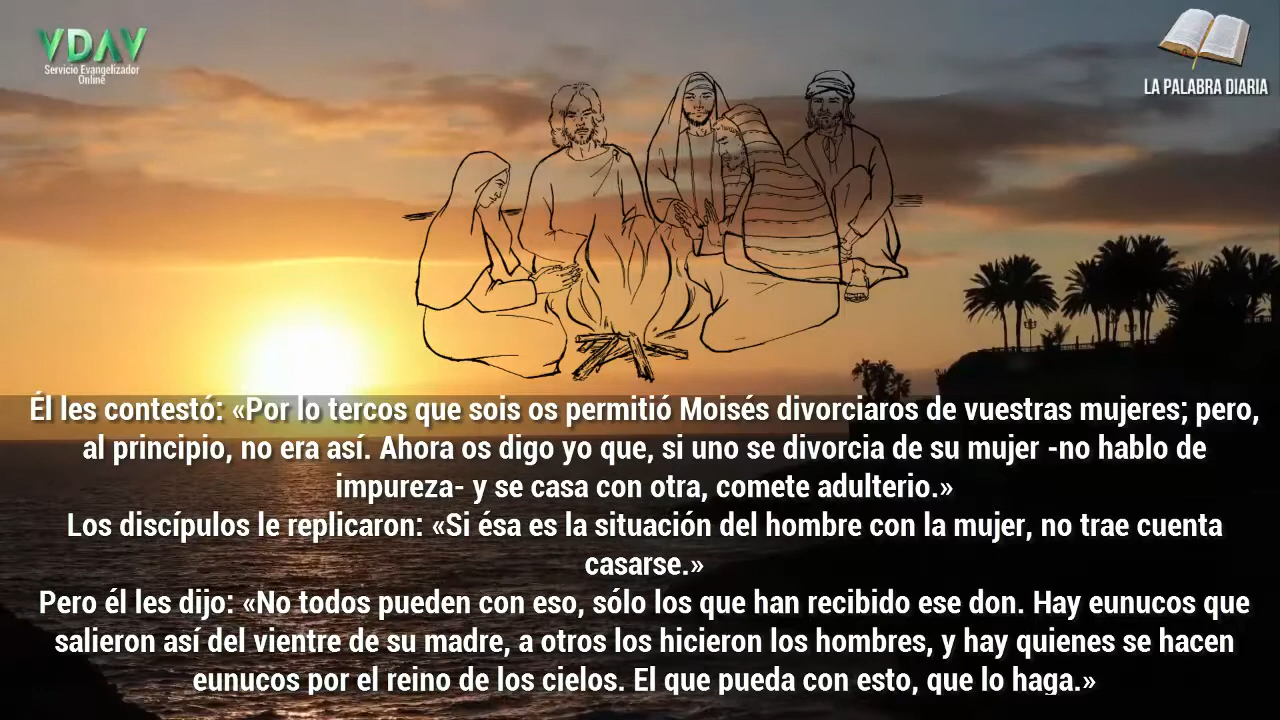 VDAV
Servicio Evangelizador
Online
LA PALABRA DIARIA
Él les contestó: «Por lo tercos que sois os permitió Moisés divorciaros de vuestras mujeres; pero,
al principio, no era así. Ahora os digo yo que, si uno se divorcia de su mujer -no hablo de
impureza- y se casa con otra, comete adulterio.»
Los discípulos le replicaron: «Si ésa es la situación del hombre con la mujer, no trae cuenta
casarse.»
Pero él les dijo: «No todos pueden con eso, sólo los que han recibido ese don. Hay eunucos que
salieron así del vientre de su madre, a otros los hicieron los hombres, y hay quienes se hacen
eunucos por el reino de los cielos. El que pueda con esto, que lo haga.»